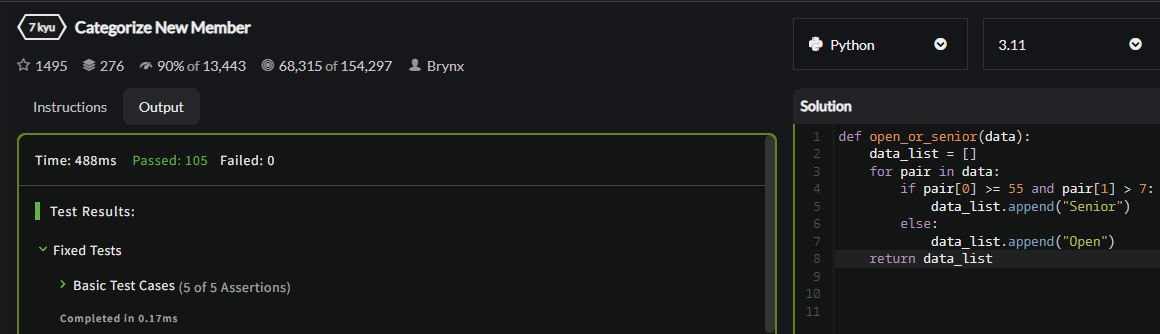 7 kyu Categorize New Member
1495 276 90% of 13,443 68,315 of 154,297 Brynx
Instructions Output
Time: 488ms Passed: 105 Failed: 0
Test Results:
Fixed Tests
Basic Test Cases (5 of 5 Assertions)
Completed in 0.17ms
Python 3.11
Solution
1 def open_or_senior(data):
2     data_list = []
3     for pair in data:
4         if pair[0] >= 55 and pair[1] > 7:
5             data_list.append("Senior")
6         else:
7             data_list.append("Open")
8     return data_list
9
10
11